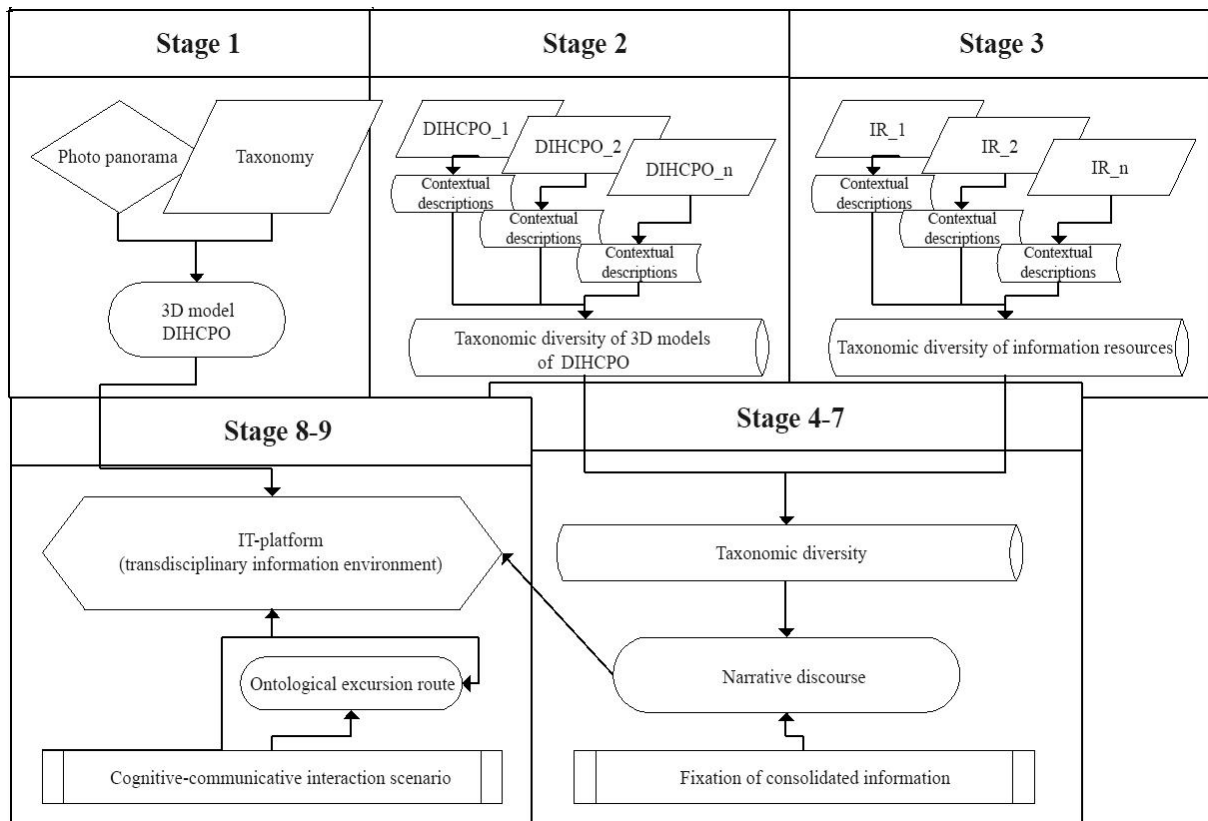 Stage 1
Stage 2
Stage 3
Photo panorama
Taxonomy
3D model
DIHCPO
DIHCPO_1
DIHCPO_2
DIHCPO_n
Contextual
descriptions
Contextual
descriptions
Contextual
descriptions
Taxonomic diversity of 3D models
of DIHCPO
IR_1
IR_2
IR_n
Contextual
descriptions
Contextual
descriptions
Contextual
descriptions
Taxonomic diversity of information resources
Stage 8-9
Stage 4-7
IT-platform
(transdisciplinary information environment)
Ontological excursion route
Cognitive-communicative interaction scenario
Taxonomic diversity
Narrative discourse
Fixation of consolidated information